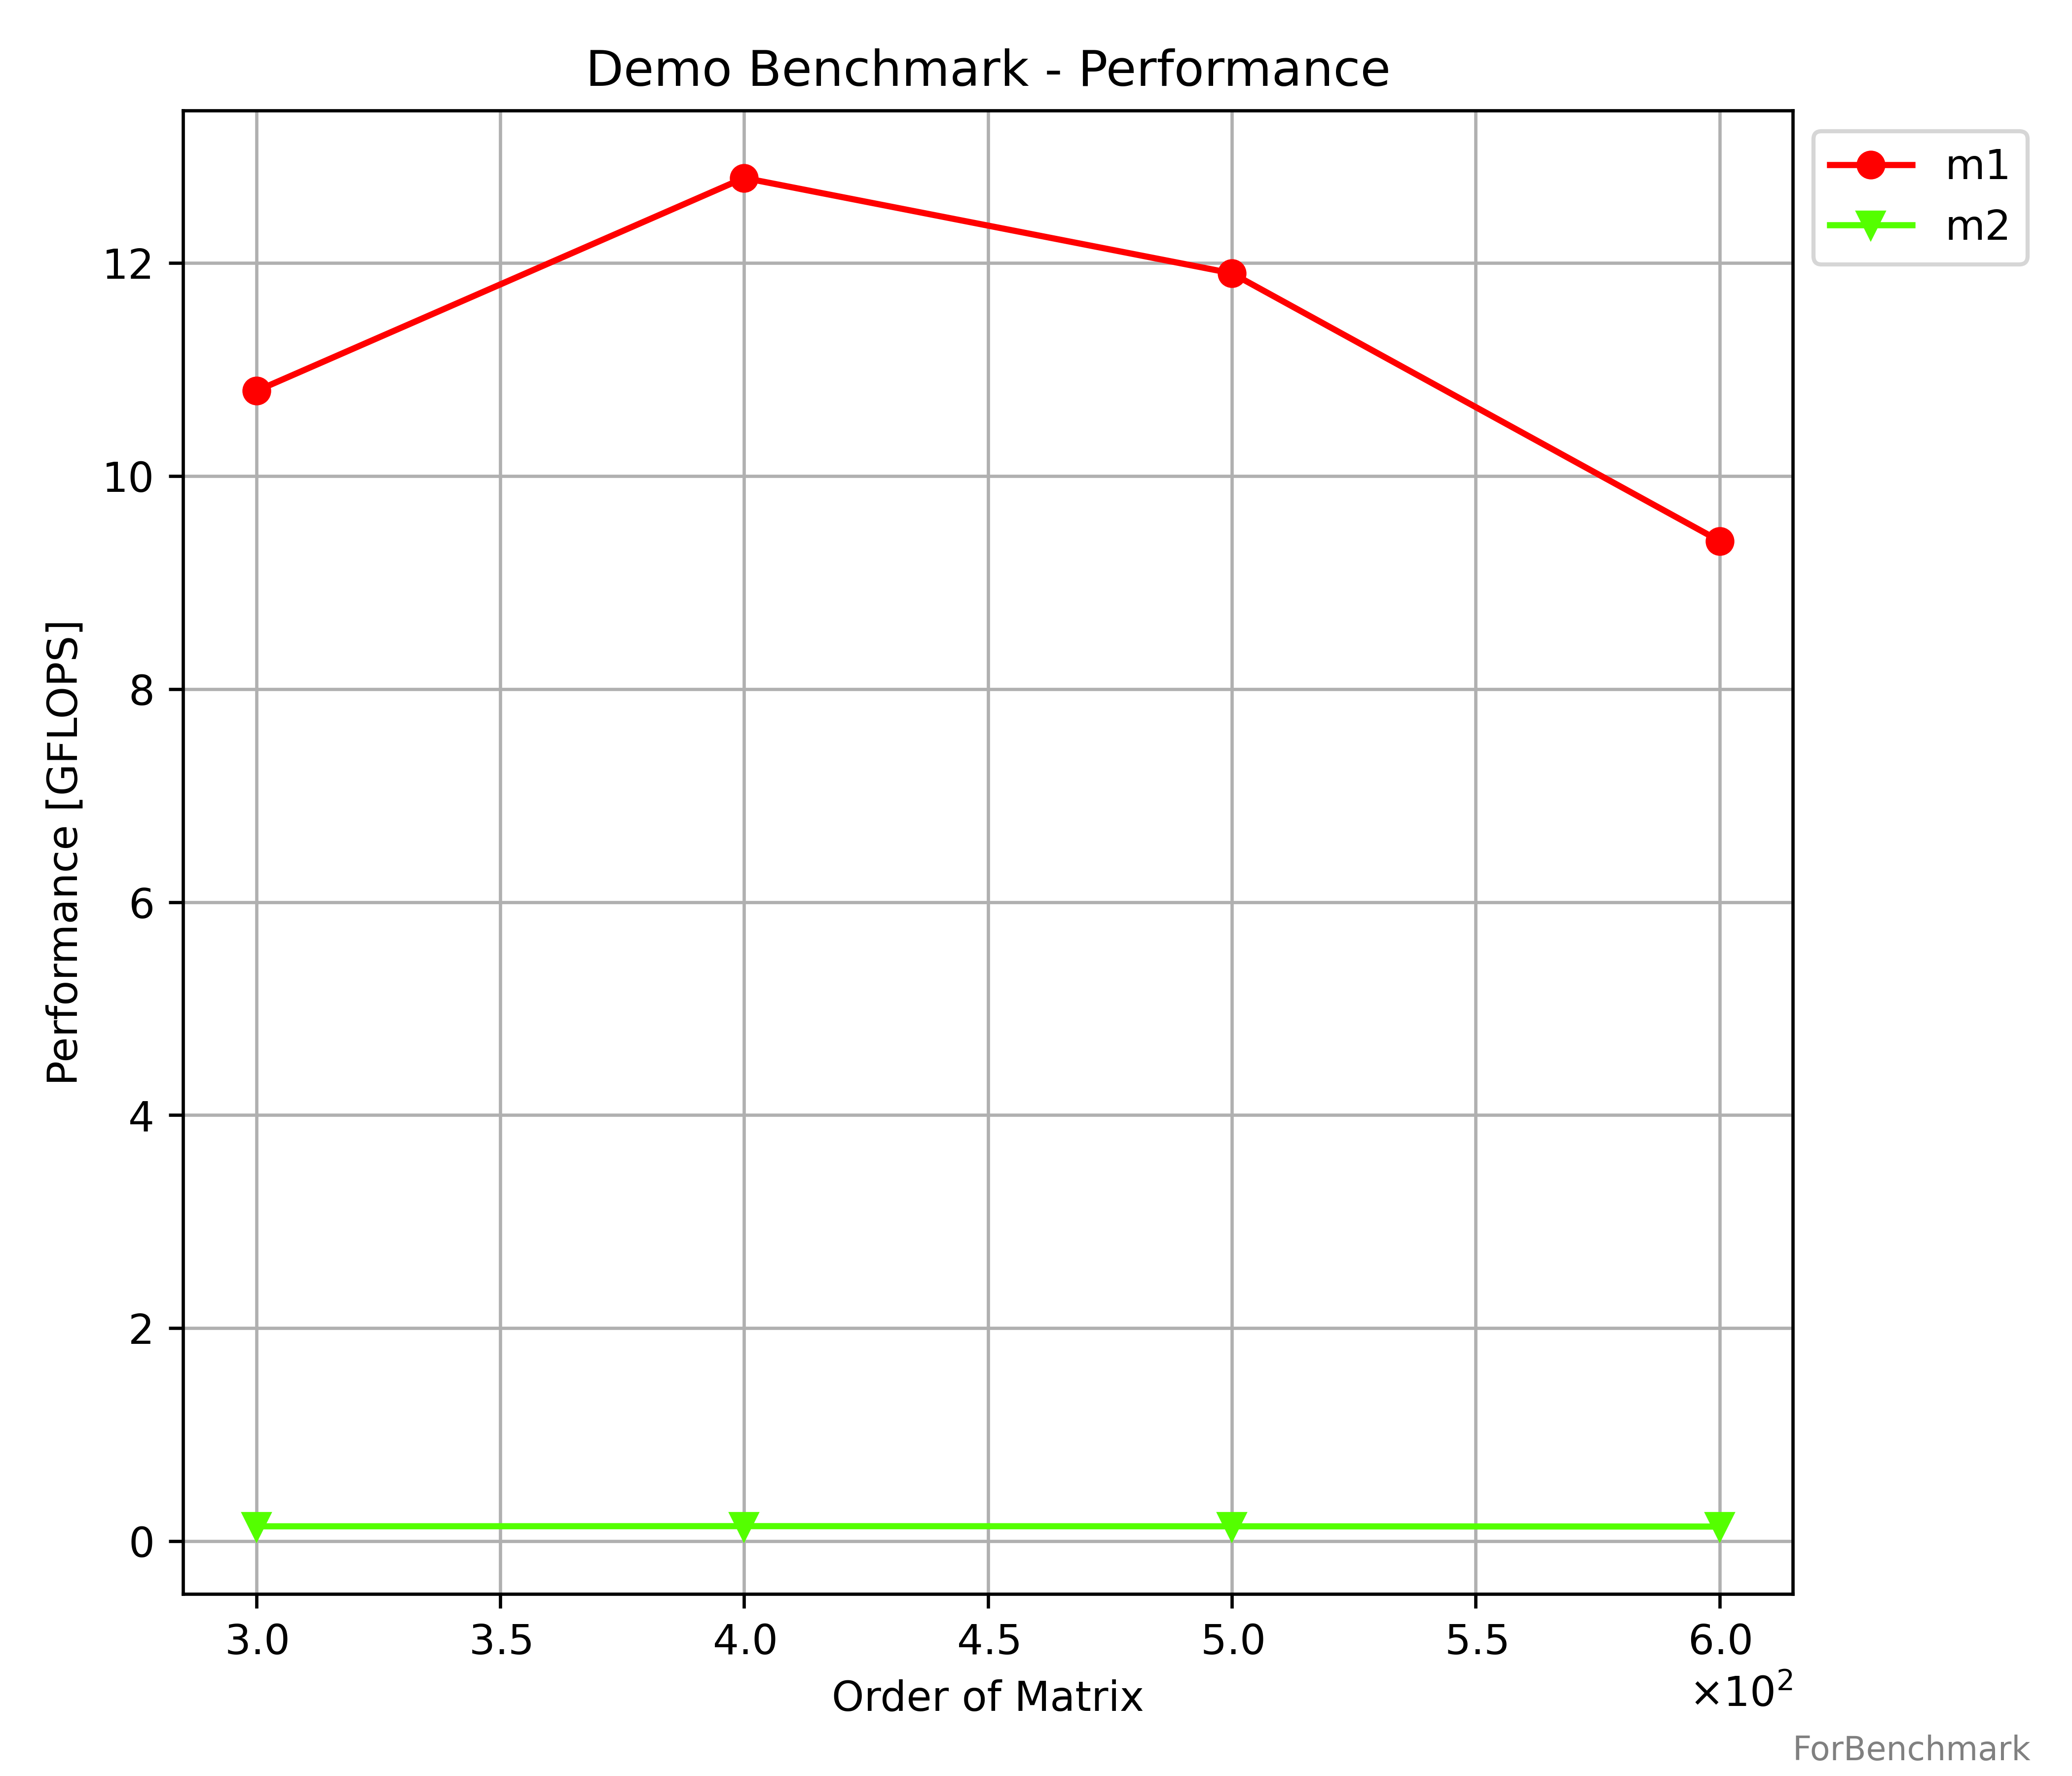 Demo Benchmark - Performance
m1
m2
12
10
8
6
4
2
0
Performance [GFLOPS]
3.0 3.5 4.0 4.5 5.0 5.5 6.0
×10²
Order of Matrix
ForBenchmark